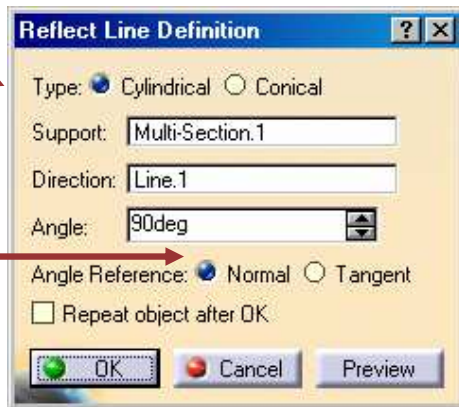 Reflect Line Definition ? ×
Type: Cylindrical Conical
Support: Multi-Section.1
Direction: Line.1
Angle: 90deg
Angle Reference: Normal Tangent
Repeat object after OK
OK Cancel Preview